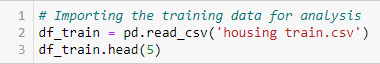 1 # Importing the training data for analysis
2 df_train = pd.read_csv('housing train.csv')
3 df_train.head(5)